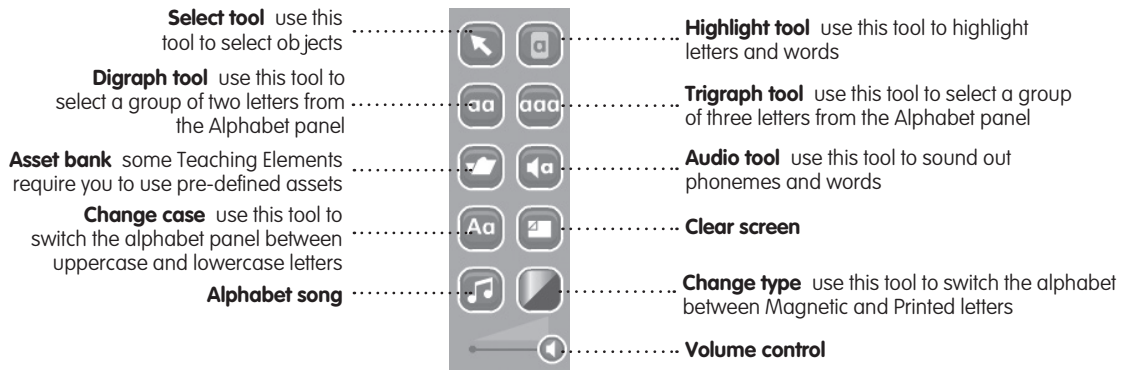 Select tool use this
tool to select objects
Digraph tool use this tool to
select a group of two letters from
the Alphabet panel
Asset bank some Teaching Elements
require you to use pre-defined assets
Change case use this tool to
switch the alphabet panel between
uppercase and lowercase letters
Alphabet song
a
aa
aaa
a
Aa
Highlight tool use this tool to highlight
letters and words
Trigraph tool use this tool to select a group
of three letters from the Alphabet panel
Audio tool use this tool to sound out
phonemes and words
Clear screen
Change type use this tool to switch the alphabet
between Magnetic and Printed letters
Volume control